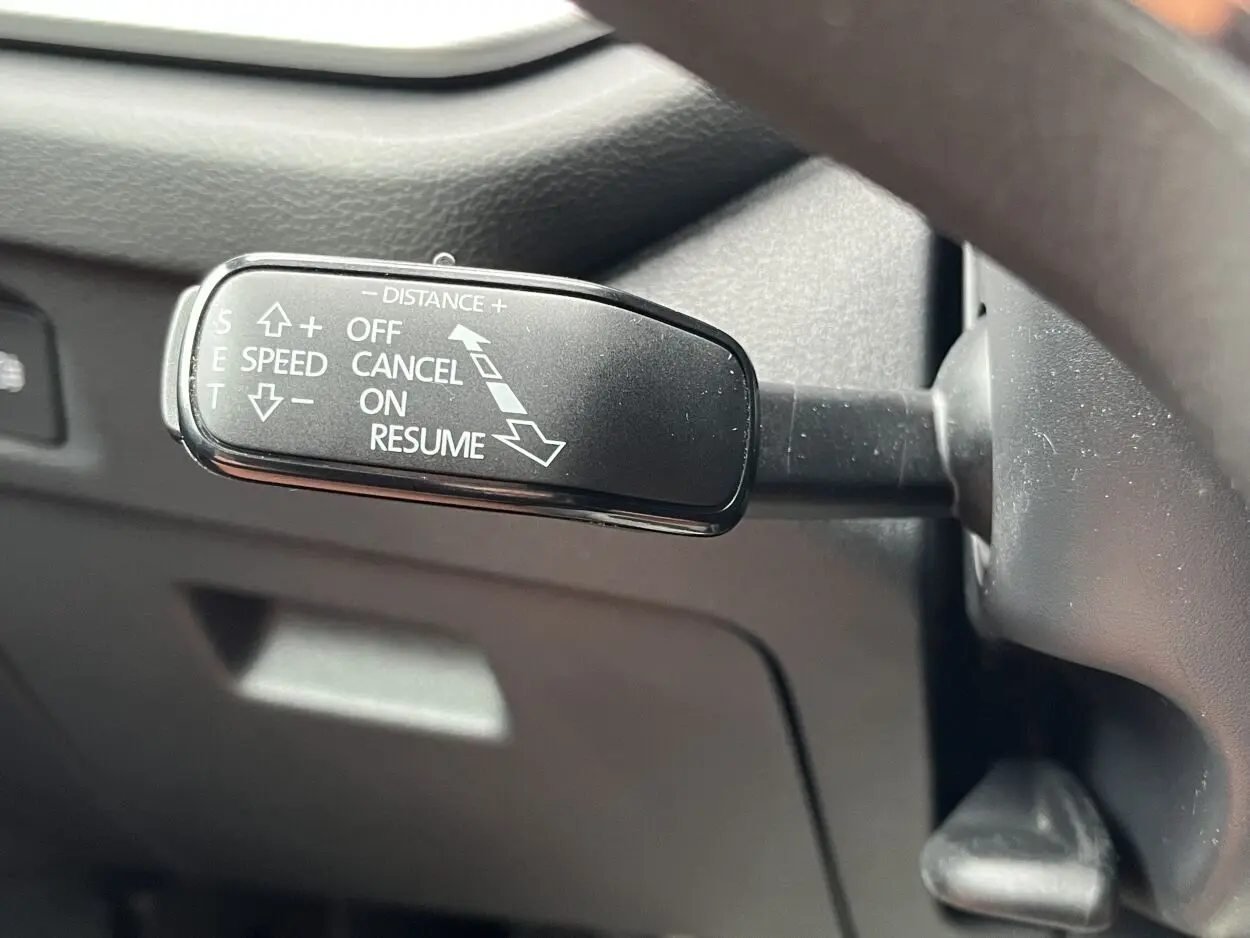 – DISTANCE +
S + OFF
E SPEED CANCEL
T – ON
RESUME